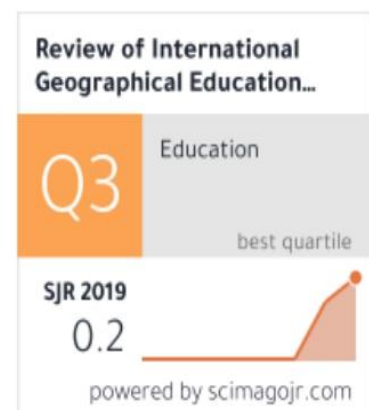 Review of International
Geographical Education...
Q3
Education
best quartile
SJR 2019
0.2
powered by scimagojr.com